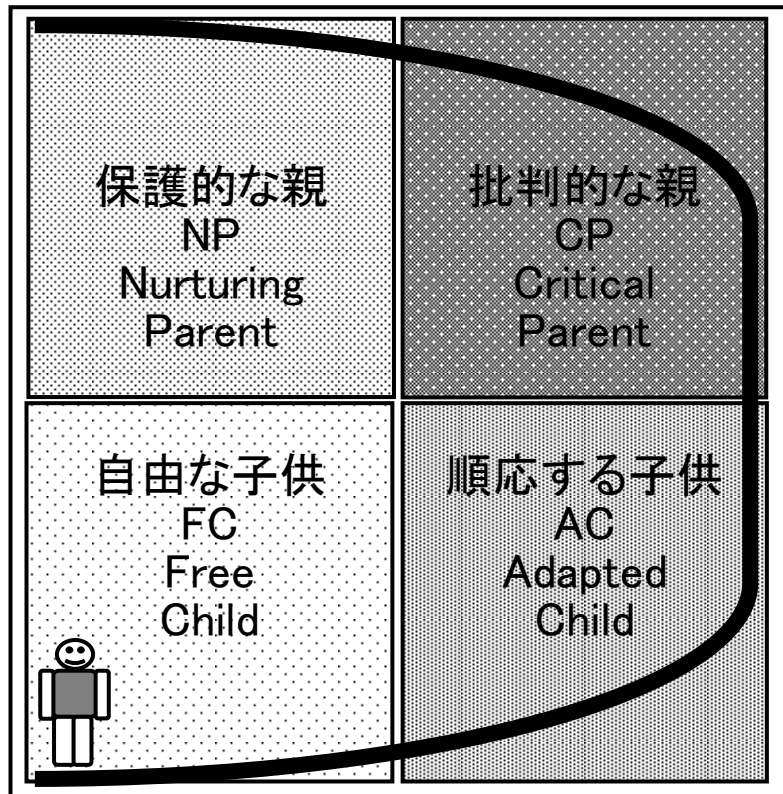 保護的な親
NP
Nurturing
Parent
批判的な親
CP
Critical
Parent
自由な子供
FC
Free
Child
順応する子供
AC
Adapted
Child